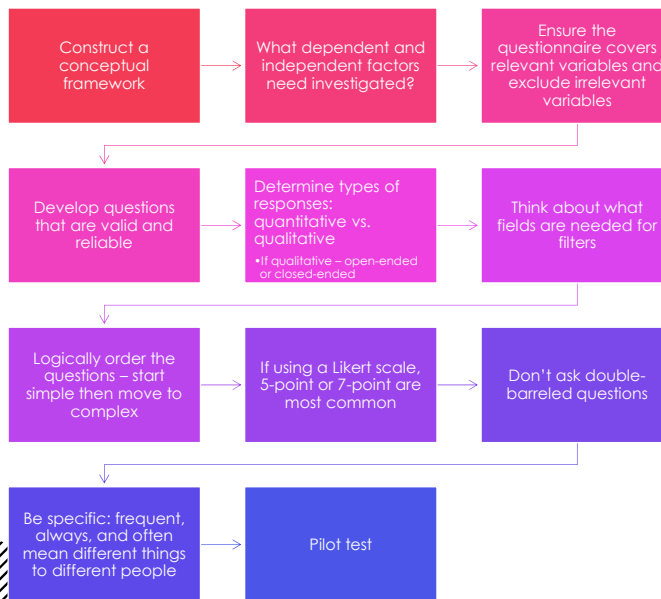 Construct a
conceptual
framework
What dependent and
independent factors
need investigated?
Ensure the
questionnaire covers
relevant variables and
exclude irrelevant
variables
Develop questions
that are valid and
reliable
Determine types of
responses:
quantitative vs.
qualitative
•If qualitative – open-ended
or closed-ended
Think about what
fields are needed for
filters
Logically order the
questions – start
simple then move to
complex
If using a Likert scale,
5-point or 7-point are
most common
Don’t ask double-
barreled questions
Be specific: frequent,
always, and often
mean different things
to different people
Pilot test